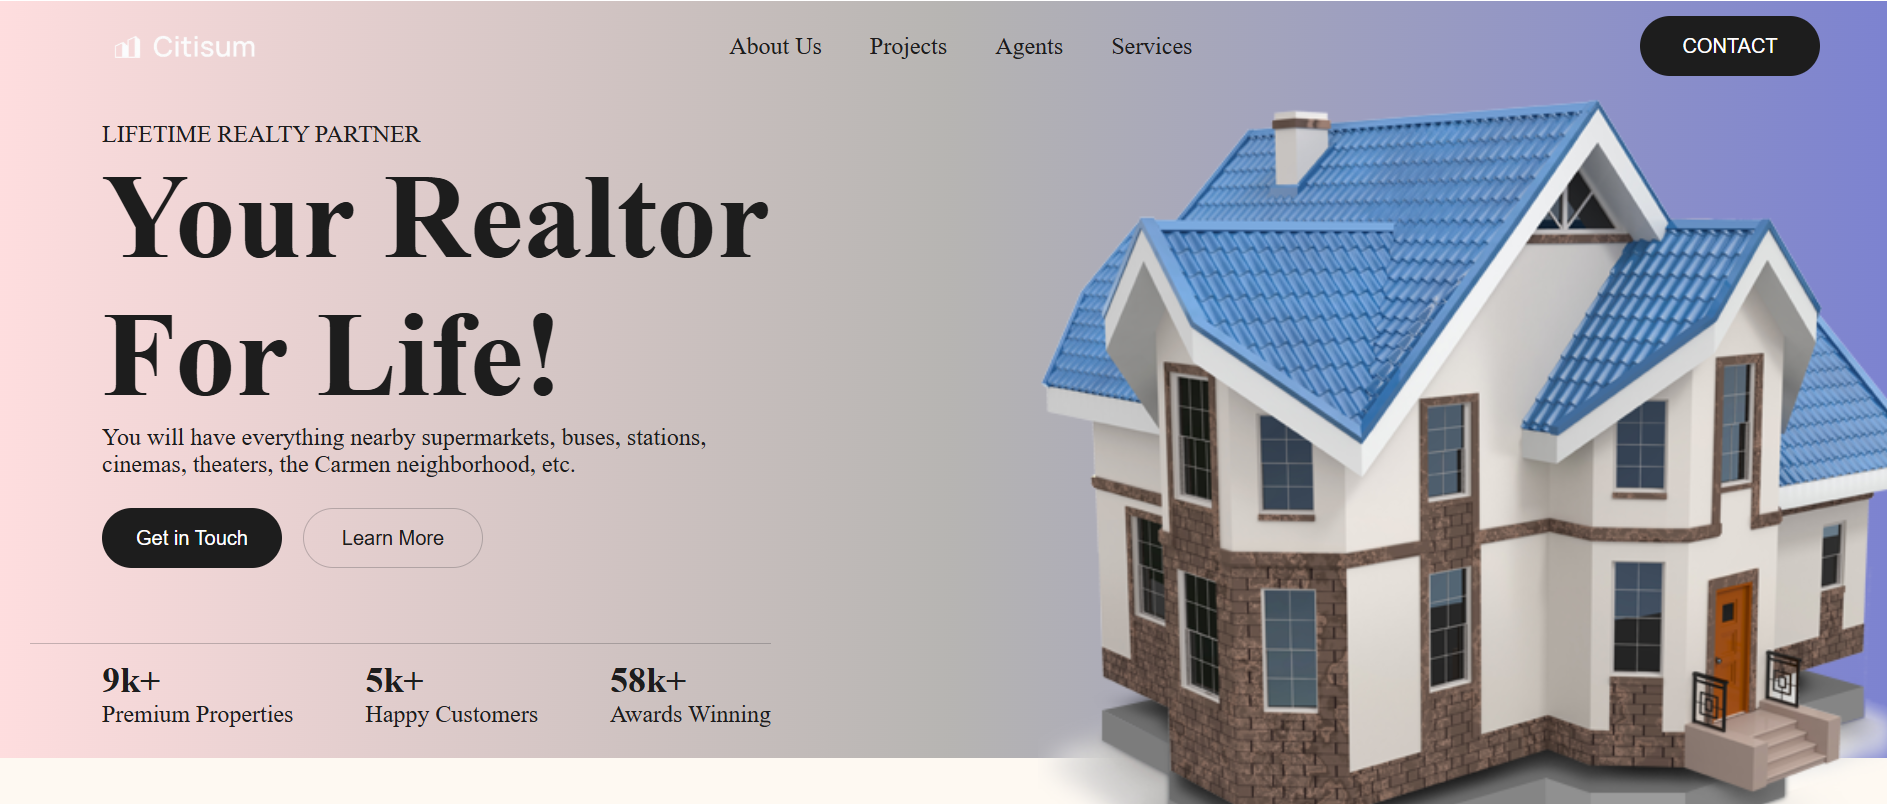 Citisum
About Us
Projects
Agents
Services
CONTACT
LIFETIME REALTY PARTNER
Your Realtor
For Life!
You will have everything nearby supermarkets, buses, stations,
cinemas, theaters, the Carmen neighborhood, etc.
Get in Touch
Learn More
9k+
Premium Properties
5k+
Happy Customers
58k+
Awards Winning